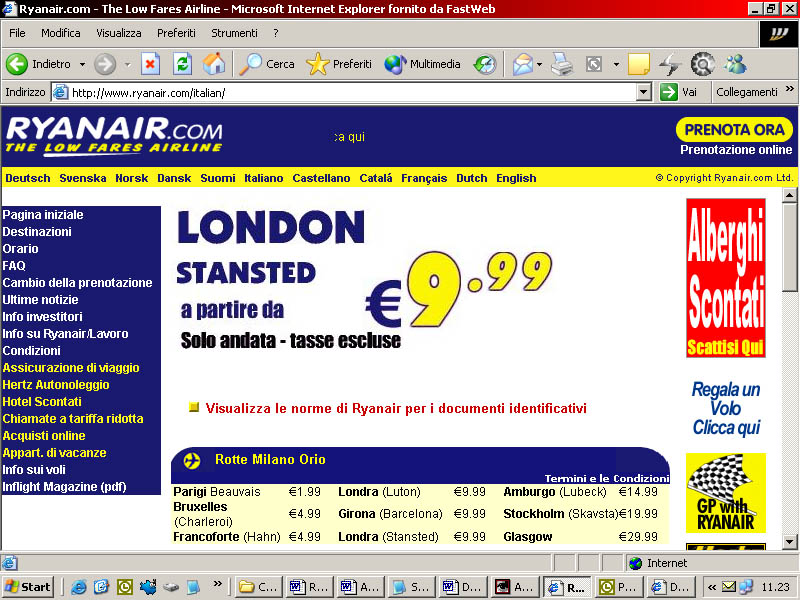 Ryanair.com - The Low Fares Airline - Microsoft Internet Explorer fornito da FastWeb
File Modifica Visualizza Preferiti Strumenti ?
Indietro Cerca Preferiti Multimedia
Indirizzo http://www.ryanair.com/italian/ Vai Collegamenti »
RYANAIR.COM
THE LOW FARES AIRLINE
ca qui
PRENOTA ORA
Prenotazione online
Deutsch Svenska Norsk Dansk Suomi Italiano Castellano Catalá Français Dutch English © Copyright Ryanair.com Ltd.
Pagina iniziale
Destinazioni
Orario
FAQ
Cambio della prenotazione
Ultime notizie
Info investitori
Info su Ryanair/Lavoro
Condizioni
Assicurazione di viaggio
Hertz Autonoleggio
Hotel Scontati
Chiamate a tariffa ridotta
Acquisti online
Appart. di vacanze
Info sui voli
Inflight Magazine (pdf)
LONDON
STANSTED
a partire da €9.99
Solo andata - tasse escluse
Visualizza le norme di Ryanair per i documenti identificativi
Rotte Milano Orio
Termini e le Condizioni
Parigi Beauvais €1.99 Londra (Luton) €9.99 Amburgo (Lubeck) €14.99
Bruxelles (Charleroi) €4.99 Girona (Barcelona) €9.99 Stockholm (Skavsta) €19.99
Francoforte (Hahn) €4.99 Londra (Stansted) €9.99 Glasgow €29.99
Alberghi
Scontati
Scattisi Qui
Regala un
Volo
Clicca qui
GP with
RYANAIR
Internet
Start » C... R... A... S... D... A... R... P... D... « 11.23